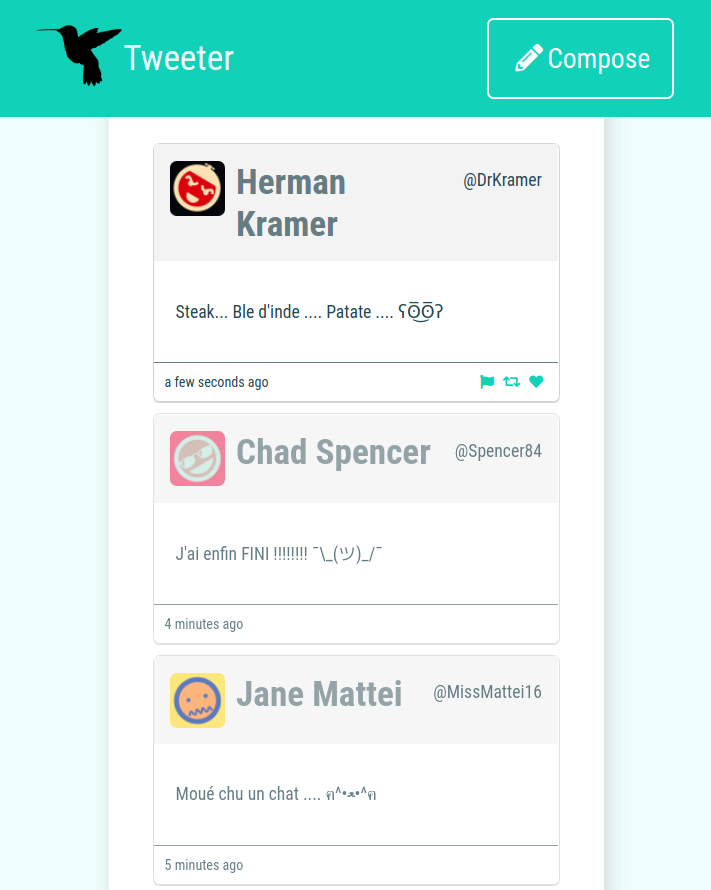 Tweeter
Compose
Herman
Kramer
@DrKramer
Steak... Ble d'inde .... Patate .... ʕʘ̅͜ʘ̅ʔ
a few seconds ago
Chad Spencer
@Spencer84
J'ai enfin FINI !!!!!!!! ¯\_(ツ)_/¯
4 minutes ago
Jane Mattei
@MissMattei16
Moué chu un chat .... ฅ^•ﻌ•^ฅ
5 minutes ago